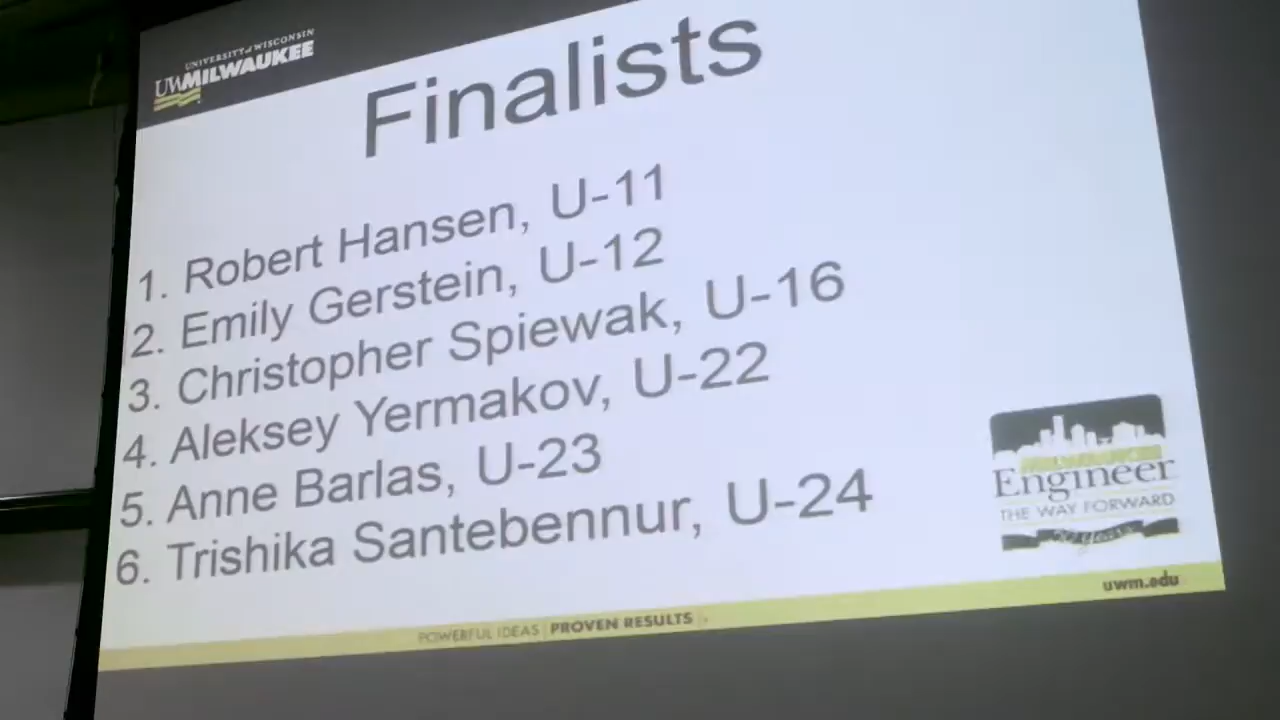 UNIVERSITY of WISCONSIN
UWMILWAUKEE
Finalists
1. Robert Hansen, U-11
2. Emily Gerstein, U-12
3. Christopher Spiewak, U-16
4. Aleksey Yermakov, U-22
5. Anne Barlas, U-23
6. Trishika Santebennur, U-24
Engineer
THE WAY FORWARD
Years
uwm.edu
POWERFUL IDEAS | PROVEN RESULTS